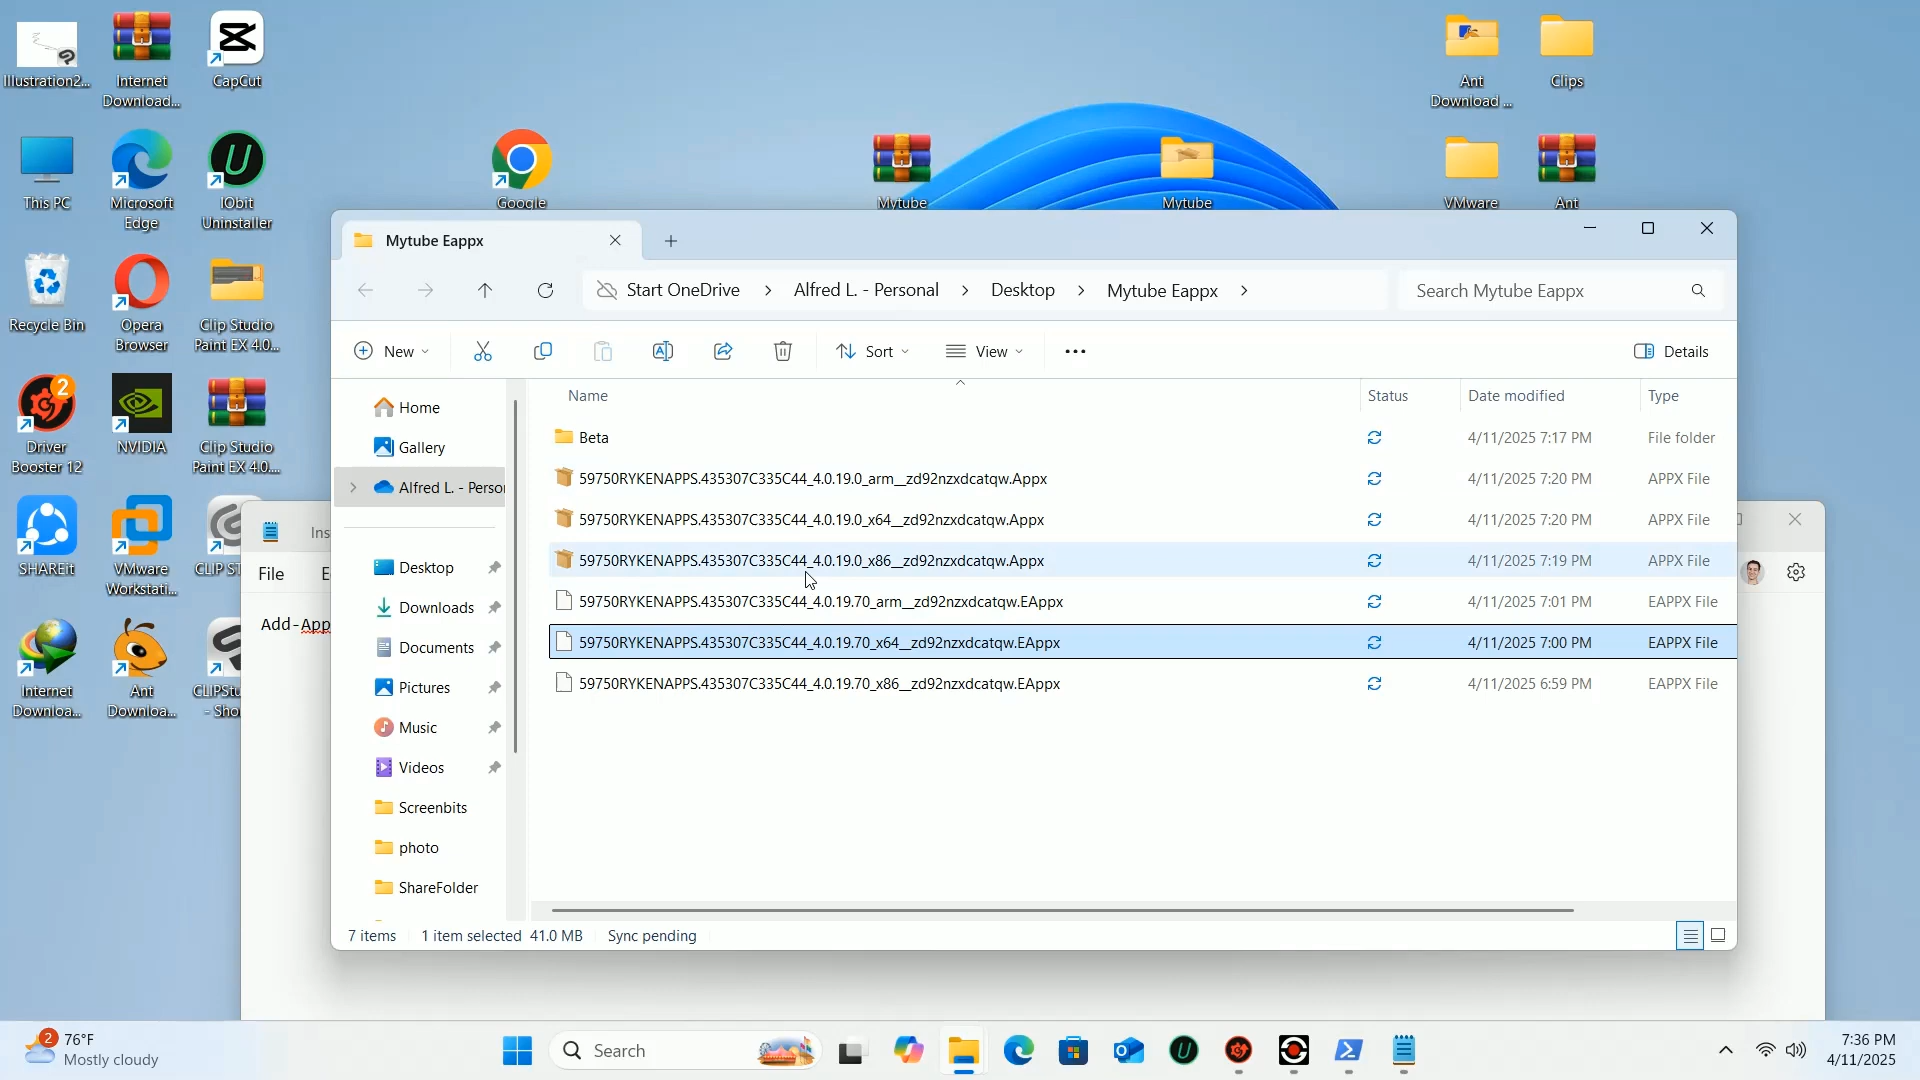 Illustration2...
Internet
Download...
CapCut
Ant
Download ...
Clips
This PC
Microsoft
Edge
IObit
Uninstaller
Google
Mytube
Mytube
VMware
Ant
Recycle Bin
Opera
Browser
Clip Studio
Paint EX 4.0...
2
Driver
Booster 12
NVIDIA
Clip Studio
Paint EX 4.0...
SHAREit
VMware
Workstati...
CLIP ST
Internet
Downloa...
Ant
Downloa...
CLIPStu
- Sho
Ins
File
E
Add-App
Mytube Eappx
Start OneDrive
Alfred L. - Personal
Desktop
Mytube Eappx
Search Mytube Eappx
New
Sort
View
Details
Home
Gallery
Alfred L. - Person
Desktop
Downloads
Documents
Pictures
Music
Videos
Screenbits
photo
ShareFolder
Name Status Date modified Type
Beta 4/11/2025 7:17 PM File folder
59750RYKENAPPS.435307C335C44_4.0.19.0_arm__zd92nzxdcatqw.Appx 4/11/2025 7:20 PM APPX File
59750RYKENAPPS.435307C335C44_4.0.19.0_x64__zd92nzxdcatqw.Appx 4/11/2025 7:20 PM APPX File
59750RYKENAPPS.435307C335C44_4.0.19.0_x86__zd92nzxdcatqw.Appx 4/11/2025 7:19 PM APPX File
59750RYKENAPPS.435307C335C44_4.0.19.70_arm__zd92nzxdcatqw.EAppx 4/11/2025 7:01 PM EAPPX File
59750RYKENAPPS.435307C335C44_4.0.19.70_x64__zd92nzxdcatqw.EAppx 4/11/2025 7:00 PM EAPPX File
59750RYKENAPPS.435307C335C44_4.0.19.70_x86__zd92nzxdcatqw.EAppx 4/11/2025 6:59 PM EAPPX File
7 items 1 item selected 41.0 MB Sync pending
2
76°F
Mostly cloudy
Search
7:36 PM
4/11/2025